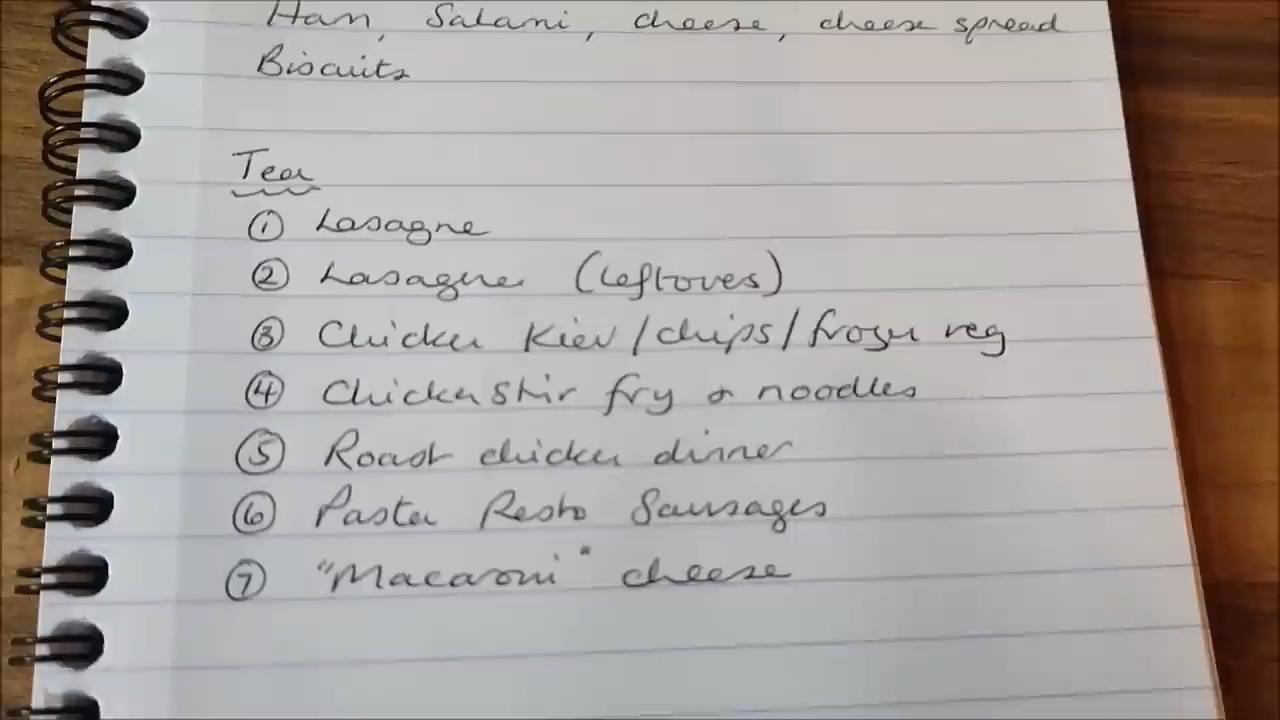 Ham, Salami, cheese, cheese spread
Biscuits
Tea
① Lasagne
② Lasagne (leftoves)
③ Chicken Kiev/chips/frozen veg
④ Chicken Stir fry & noodles
⑤ Roast chicken dinner
⑥ Pasta Pesto Sausages
⑦ "Macaroni" cheese